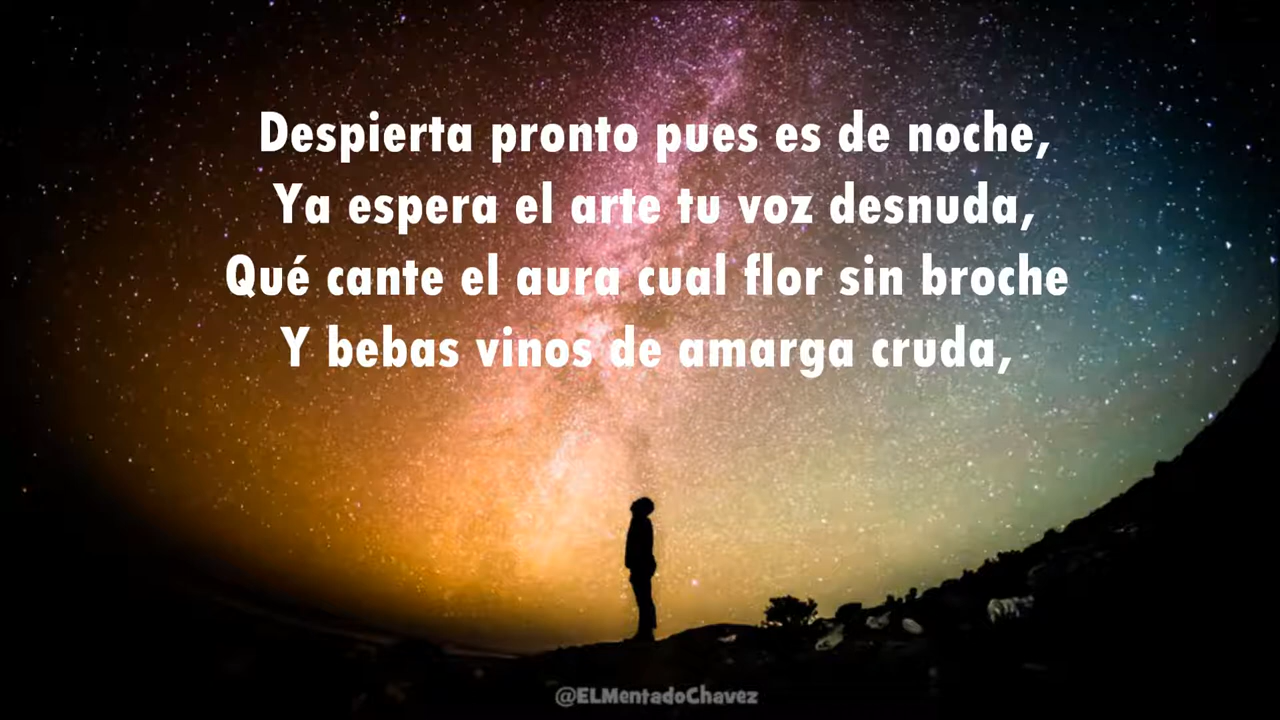 Despierta pronto pues es de noche,
Ya espera el arte tu voz desnuda,
Qué cante el aura cual flor sin broche
Y bebas vinos de amarga cruda,
@ELMentadoChavez